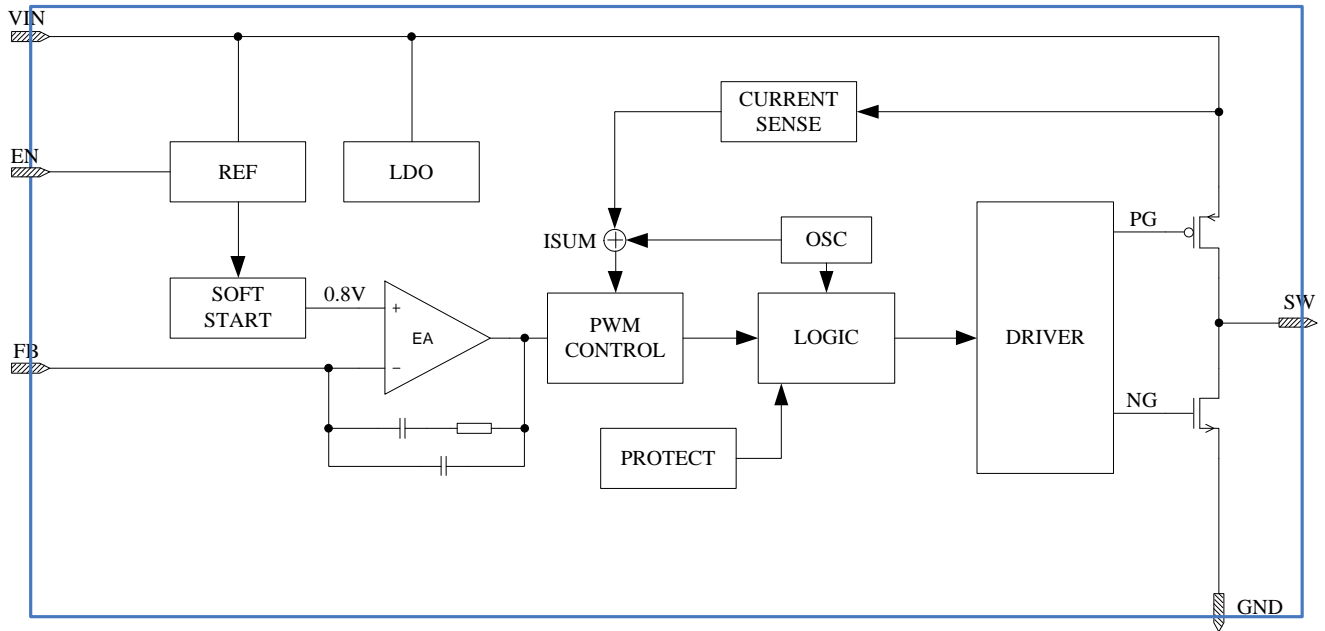 VIN
CURRENT
SENSE
EN
REF
LDO
PG
ISUM
OSC
SOFT
START
0.8V
+
EA
−
PWM
CONTROL
LOGIC
DRIVER
SW
FB
NG
PROTECT
GND